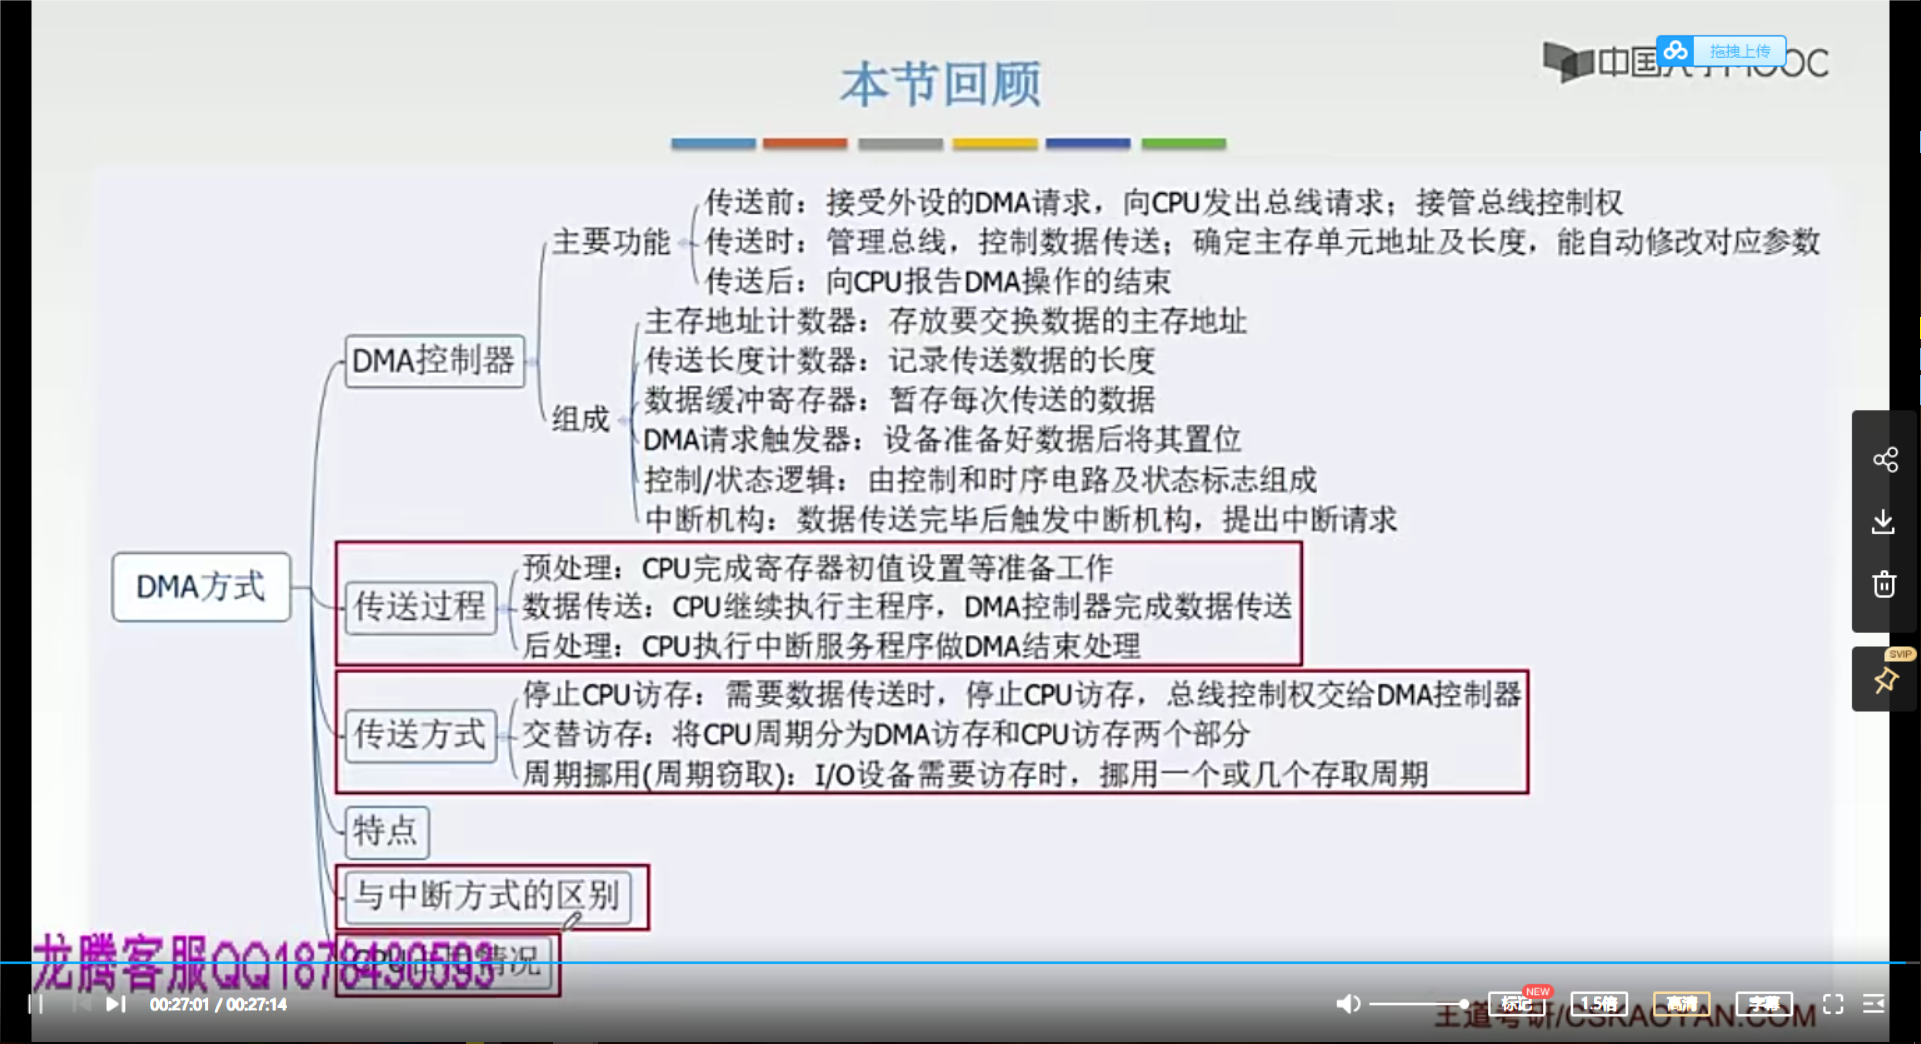 本节回顾
中国大学MOOC
拖拽上传
传送前：接受外设的DMA请求，向CPU发出总线请求；接管总线控制权
主要功能
传送时：管理总线，控制数据传送；确定主存单元地址及长度，能自动修改对应参数
传送后：向CPU报告DMA操作的结束
主存地址计数器：存放要交换数据的主存地址
DMA控制器
传送长度计数器：记录传送数据的长度
数据缓冲寄存器：暂存每次传送的数据
组成
DMA请求触发器：设备准备好数据后将其置位
控制/状态逻辑：由控制和时序电路及状态标志组成
中断机构：数据传送完毕后触发中断机构，提出中断请求
DMA方式
预处理：CPU完成寄存器初值设置等准备工作
传送过程
数据传送：CPU继续执行主程序，DMA控制器完成数据传送
后处理：CPU执行中断服务程序做DMA结束处理
SVIP
停止CPU访存：需要数据传送时，停止CPU访存，总线控制权交给DMA控制器
传送方式
交替访存：将CPU周期分为DMA访存和CPU访存两个部分
周期挪用(周期窃取)：I/O设备需要访存时，挪用一个或几个存取周期
特点
与中断方式的区别
情况
龙腾客服QQ1878490593
00:27:01 / 00:27:14
标记
NEW
1.5倍
高清
字幕
王道考研/CSKAOYAN.COM